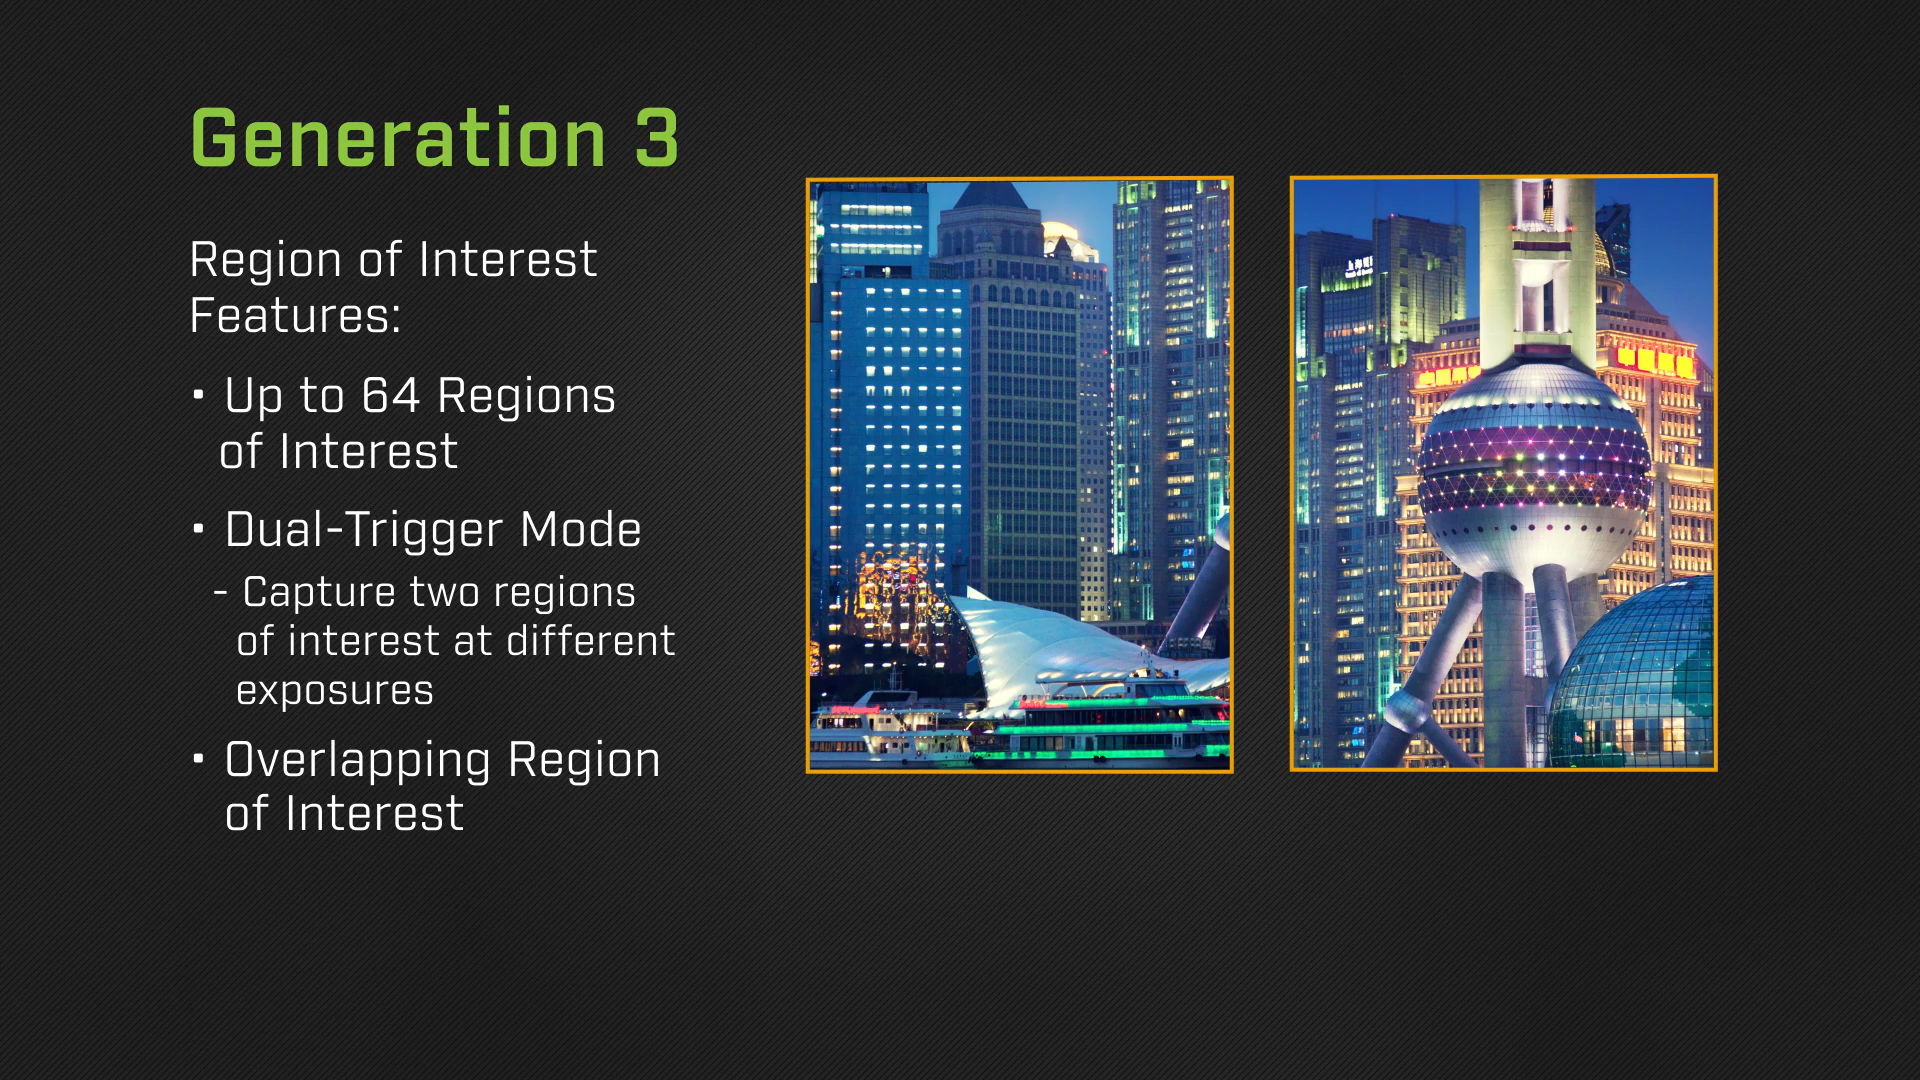 Generation 3
Region of Interest
Features:
· Up to 64 Regions
of Interest
· Dual-Trigger Mode
- Capture two regions
of interest at different
exposures
· Overlapping Region
of Interest